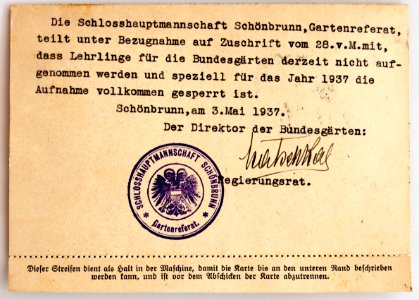 Die Schlosshauptmannschaft Schönbrunn,Gartenreferat,
teilt unter Bezugnahme auf Zuschrift vom 28.v.M.mit,
dass Lehrlinge für die Bundesgärten derzeit nicht auf-
genommen werden und speziell für das Jahr 1937 die
Aufnahme vollkommen gesperrt ist.
Schönbrunn,am 3.Mai 1937.
Der Direktor der Bundesgärten:
Regierungsrat.
SCHLOSSHAUPTMANNSCHAFT SCHÖNBRUNN
* Gartenreferat. *
Dieser Streifen dient als Halt in der Maschine, damit die Karte bis an den unteren Rand beschrieben
werden kann, und ist vor dem Abschicken der Karte abzutrennen.